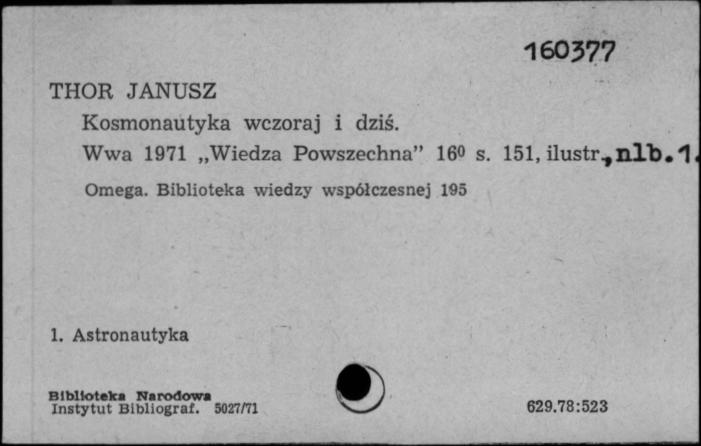 160377
THOR JANUSZ
Kosmonautyka wczoraj i dziś.
Wwa 1971 „Wiedza Powszechna” 16⁰ s. 151, ilustr., nlb. 1.
Omega. Biblioteka wiedzy współczesnej 195
1. Astronautyka
Biblioteka Narodowa
Instytut Bibliograf. 5027/71
629.78:523